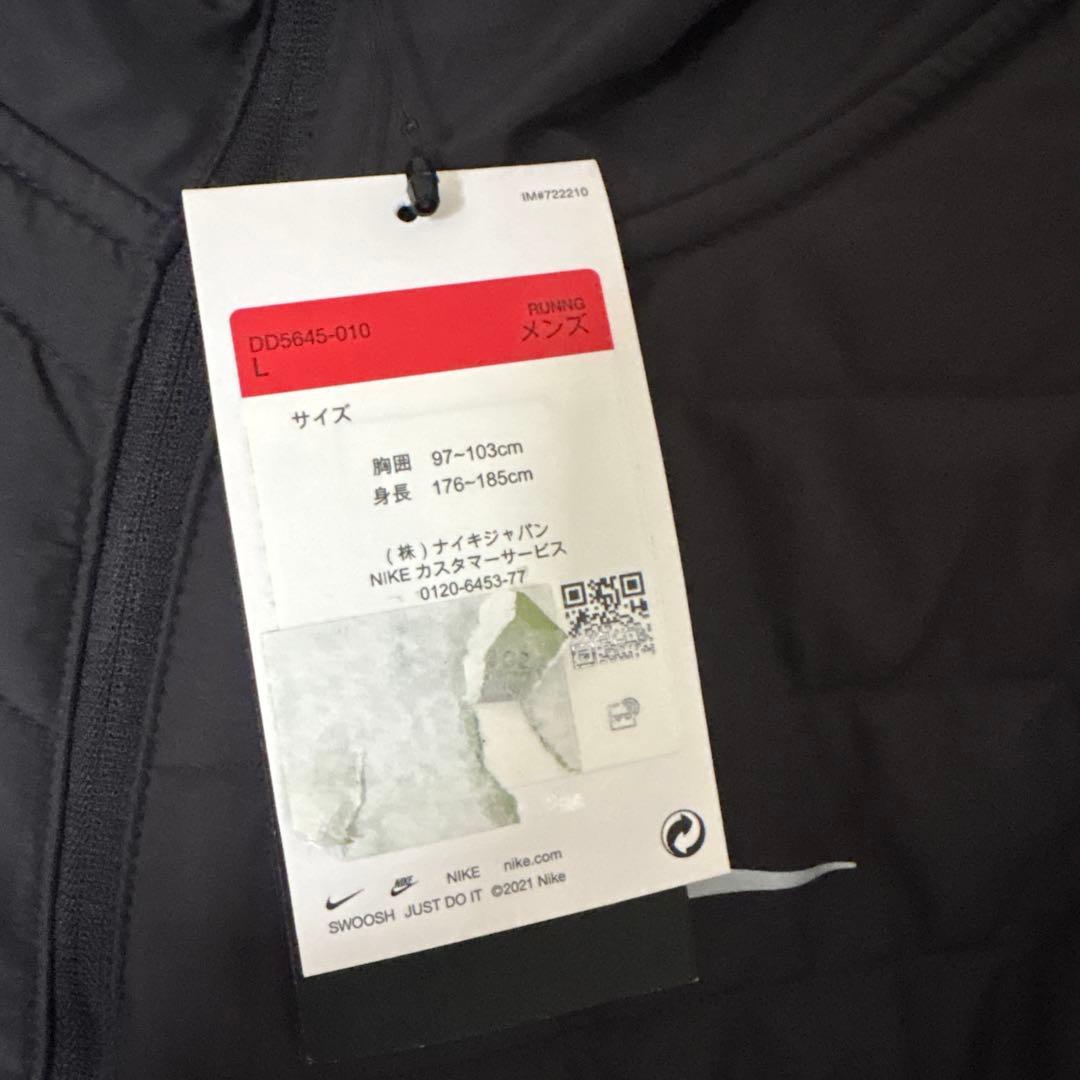 IM#722210
RUNNG
DD5645-010 メンズ
L
サイズ
胸囲 97~103cm
身長 176~185cm
(株)ナイキジャパン
NIKE カスタマーサービス
0120-6453-77
NIKE nike.com
SWOOSH JUST DO IT ©2021 Nike